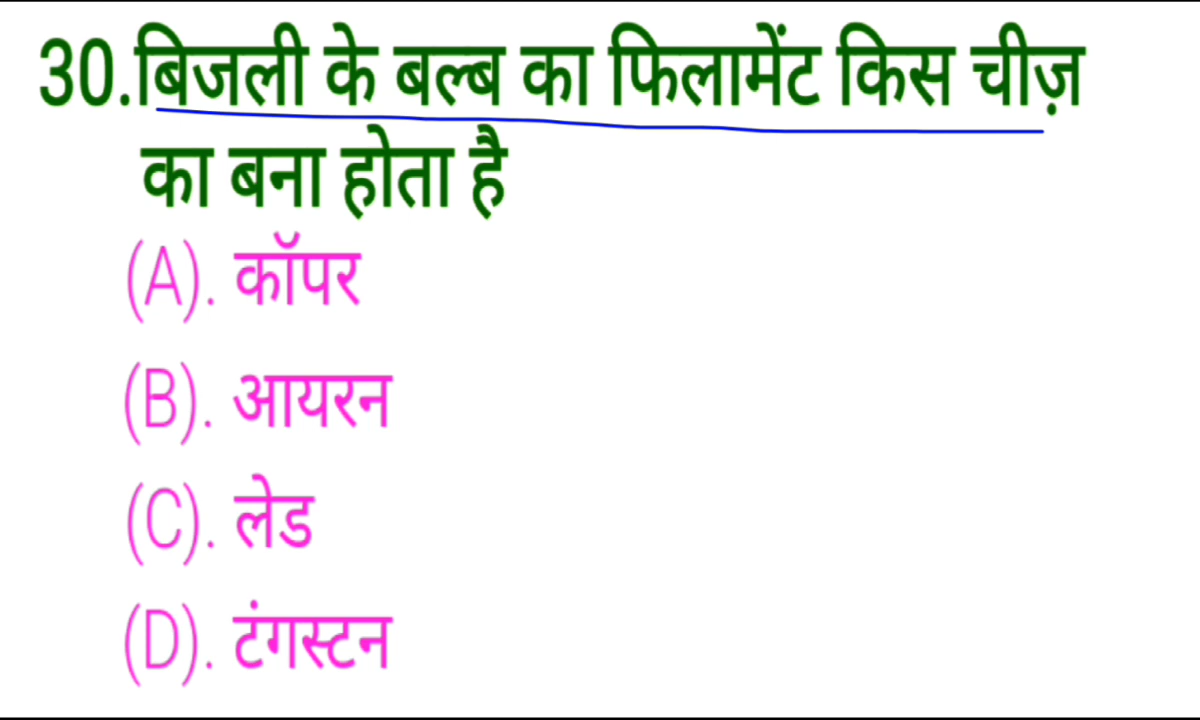 30.बिजली के बल्ब का फिलामेंट किस चीज़
का बना होता है
(A). कॉपर
(B). आयरन
(C). लेड
(D). टंगस्टन